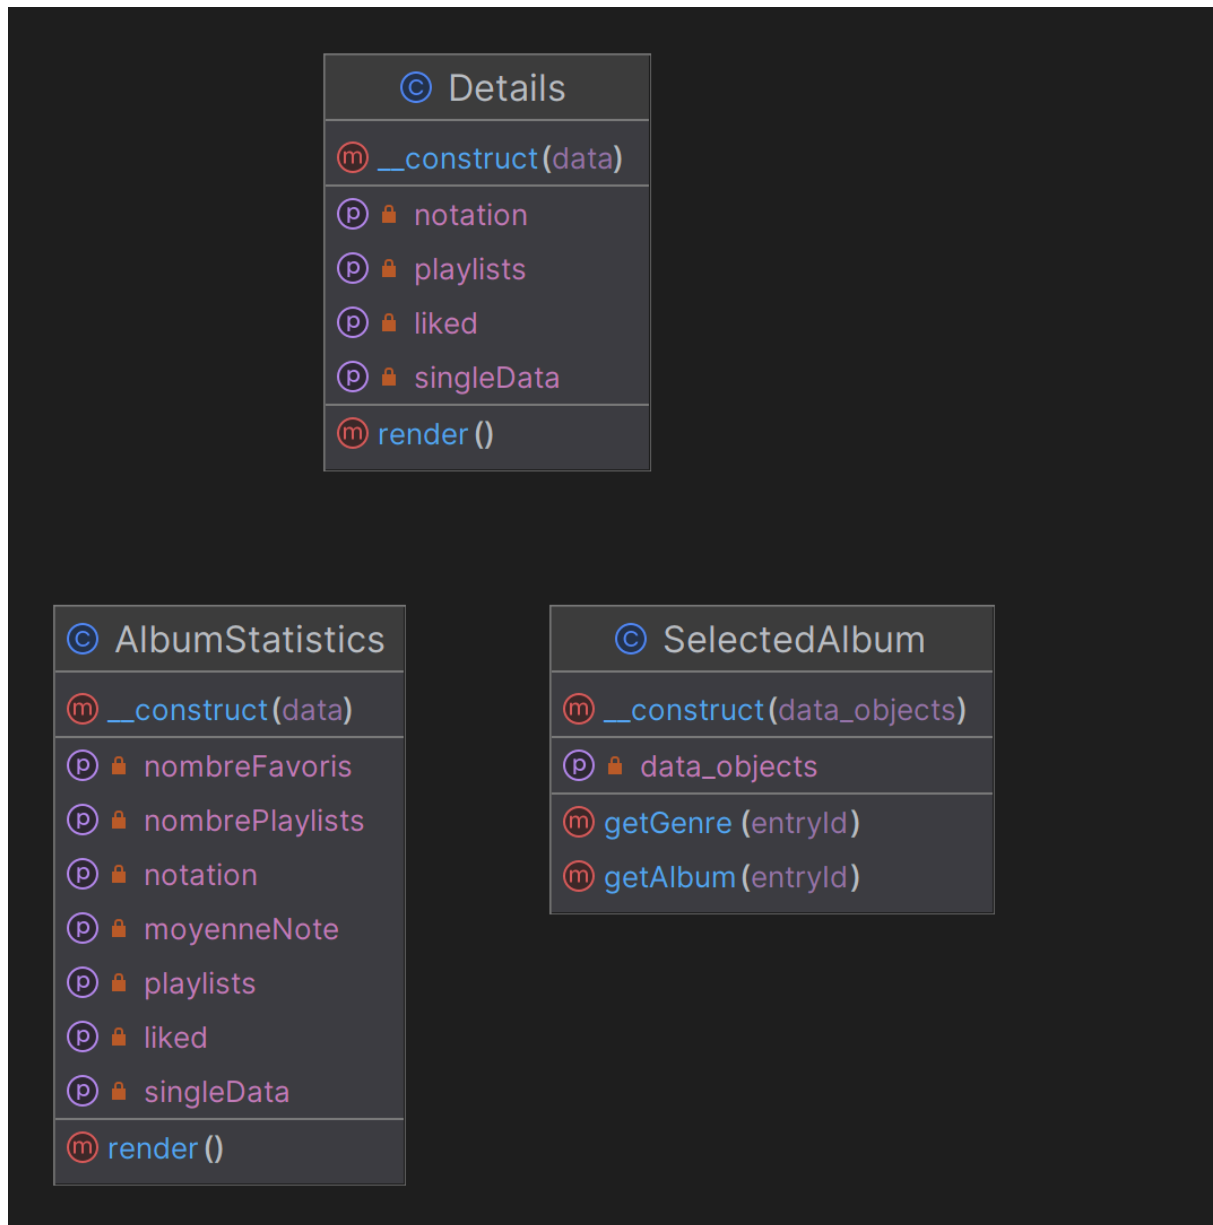 C Details
m __construct(data)
p notation
p playlists
p liked
p singleData
m render()
C AlbumStatistics
m __construct(data)
p nombreFavoris
p nombrePlaylists
p notation
p moyenneNote
p playlists
p liked
p singleData
m render()
C SelectedAlbum
m __construct(data_objects)
p data_objects
m getGenre(entryId)
m getAlbum(entryId)